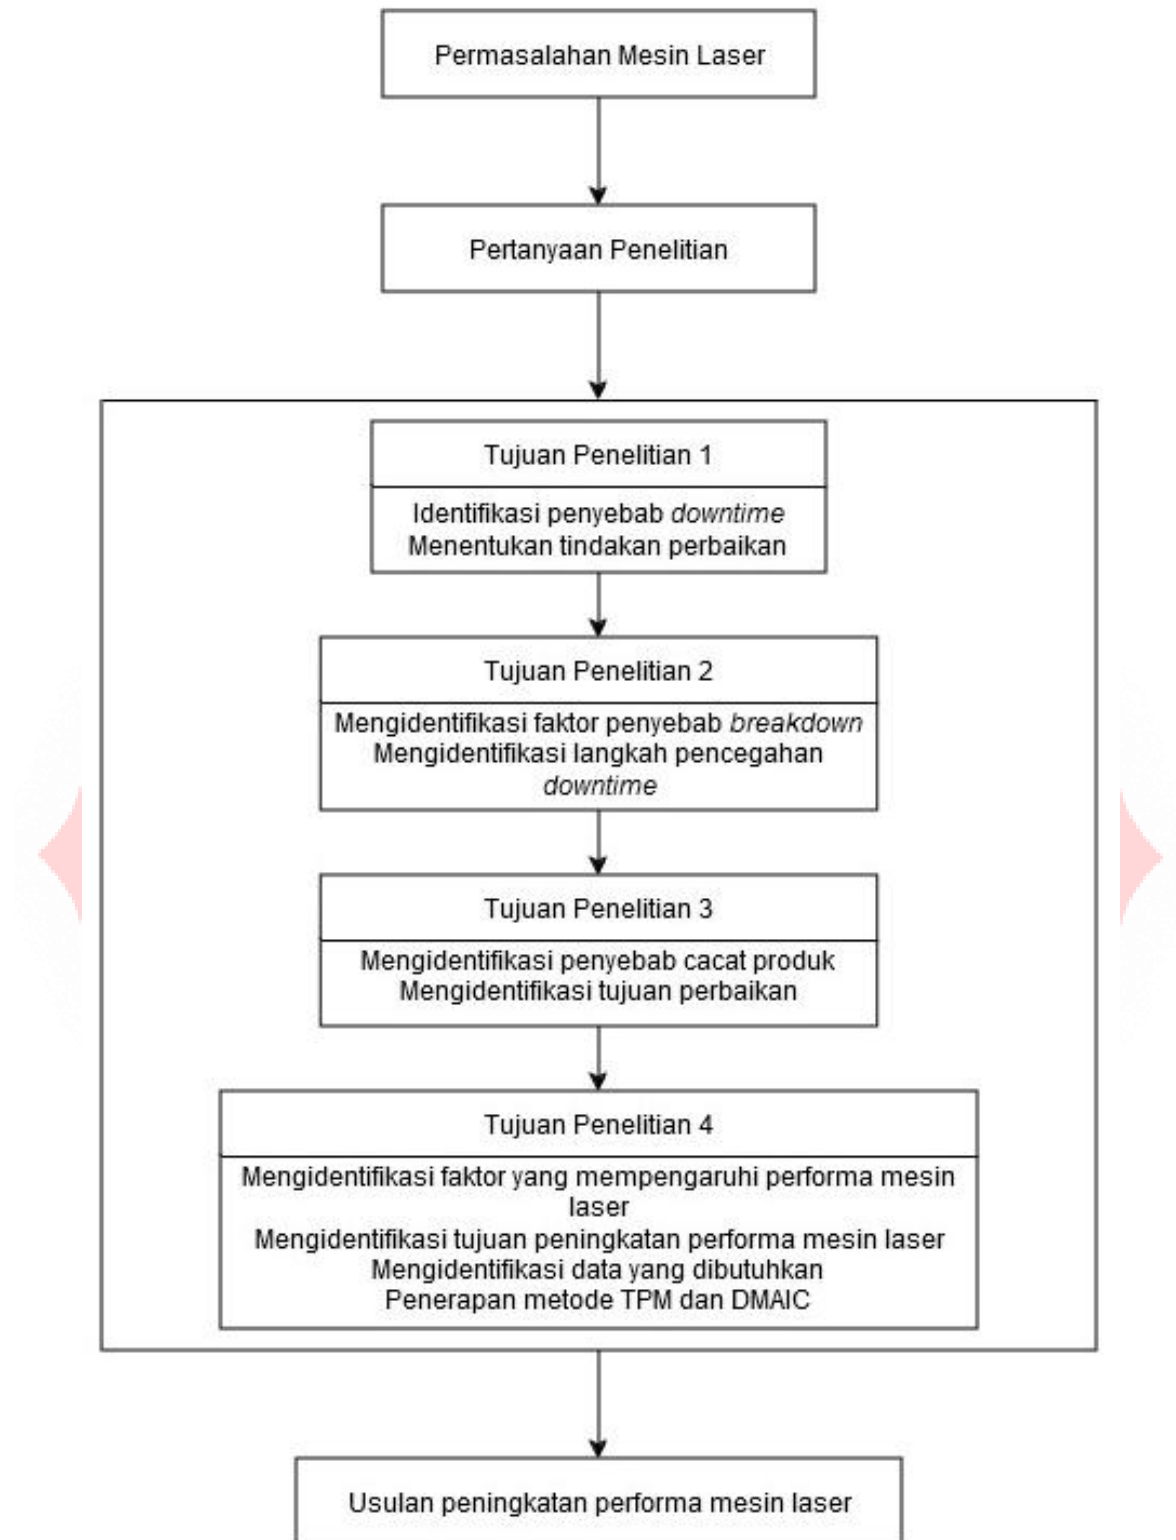 Permasalahan Mesin Laser
Pertanyaan Penelitian
Tujuan Penelitian 1
Identifikasi penyebab downtime
Menentukan tindakan perbaikan
Tujuan Penelitian 2
Mengidentifikasi faktor penyebab breakdown
Mengidentifikasi langkah pencegahan
downtime
Tujuan Penelitian 3
Mengidentifikasi penyebab cacat produk
Mengidentifikasi tujuan perbaikan
Tujuan Penelitian 4
Mengidentifikasi faktor yang mempengaruhi performa mesin
laser
Mengidentifikasi tujuan peningkatan performa mesin laser
Mengidentifikasi data yang dibutuhkan
Penerapan metode TPM dan DMAIC
Usulan peningkatan performa mesin laser